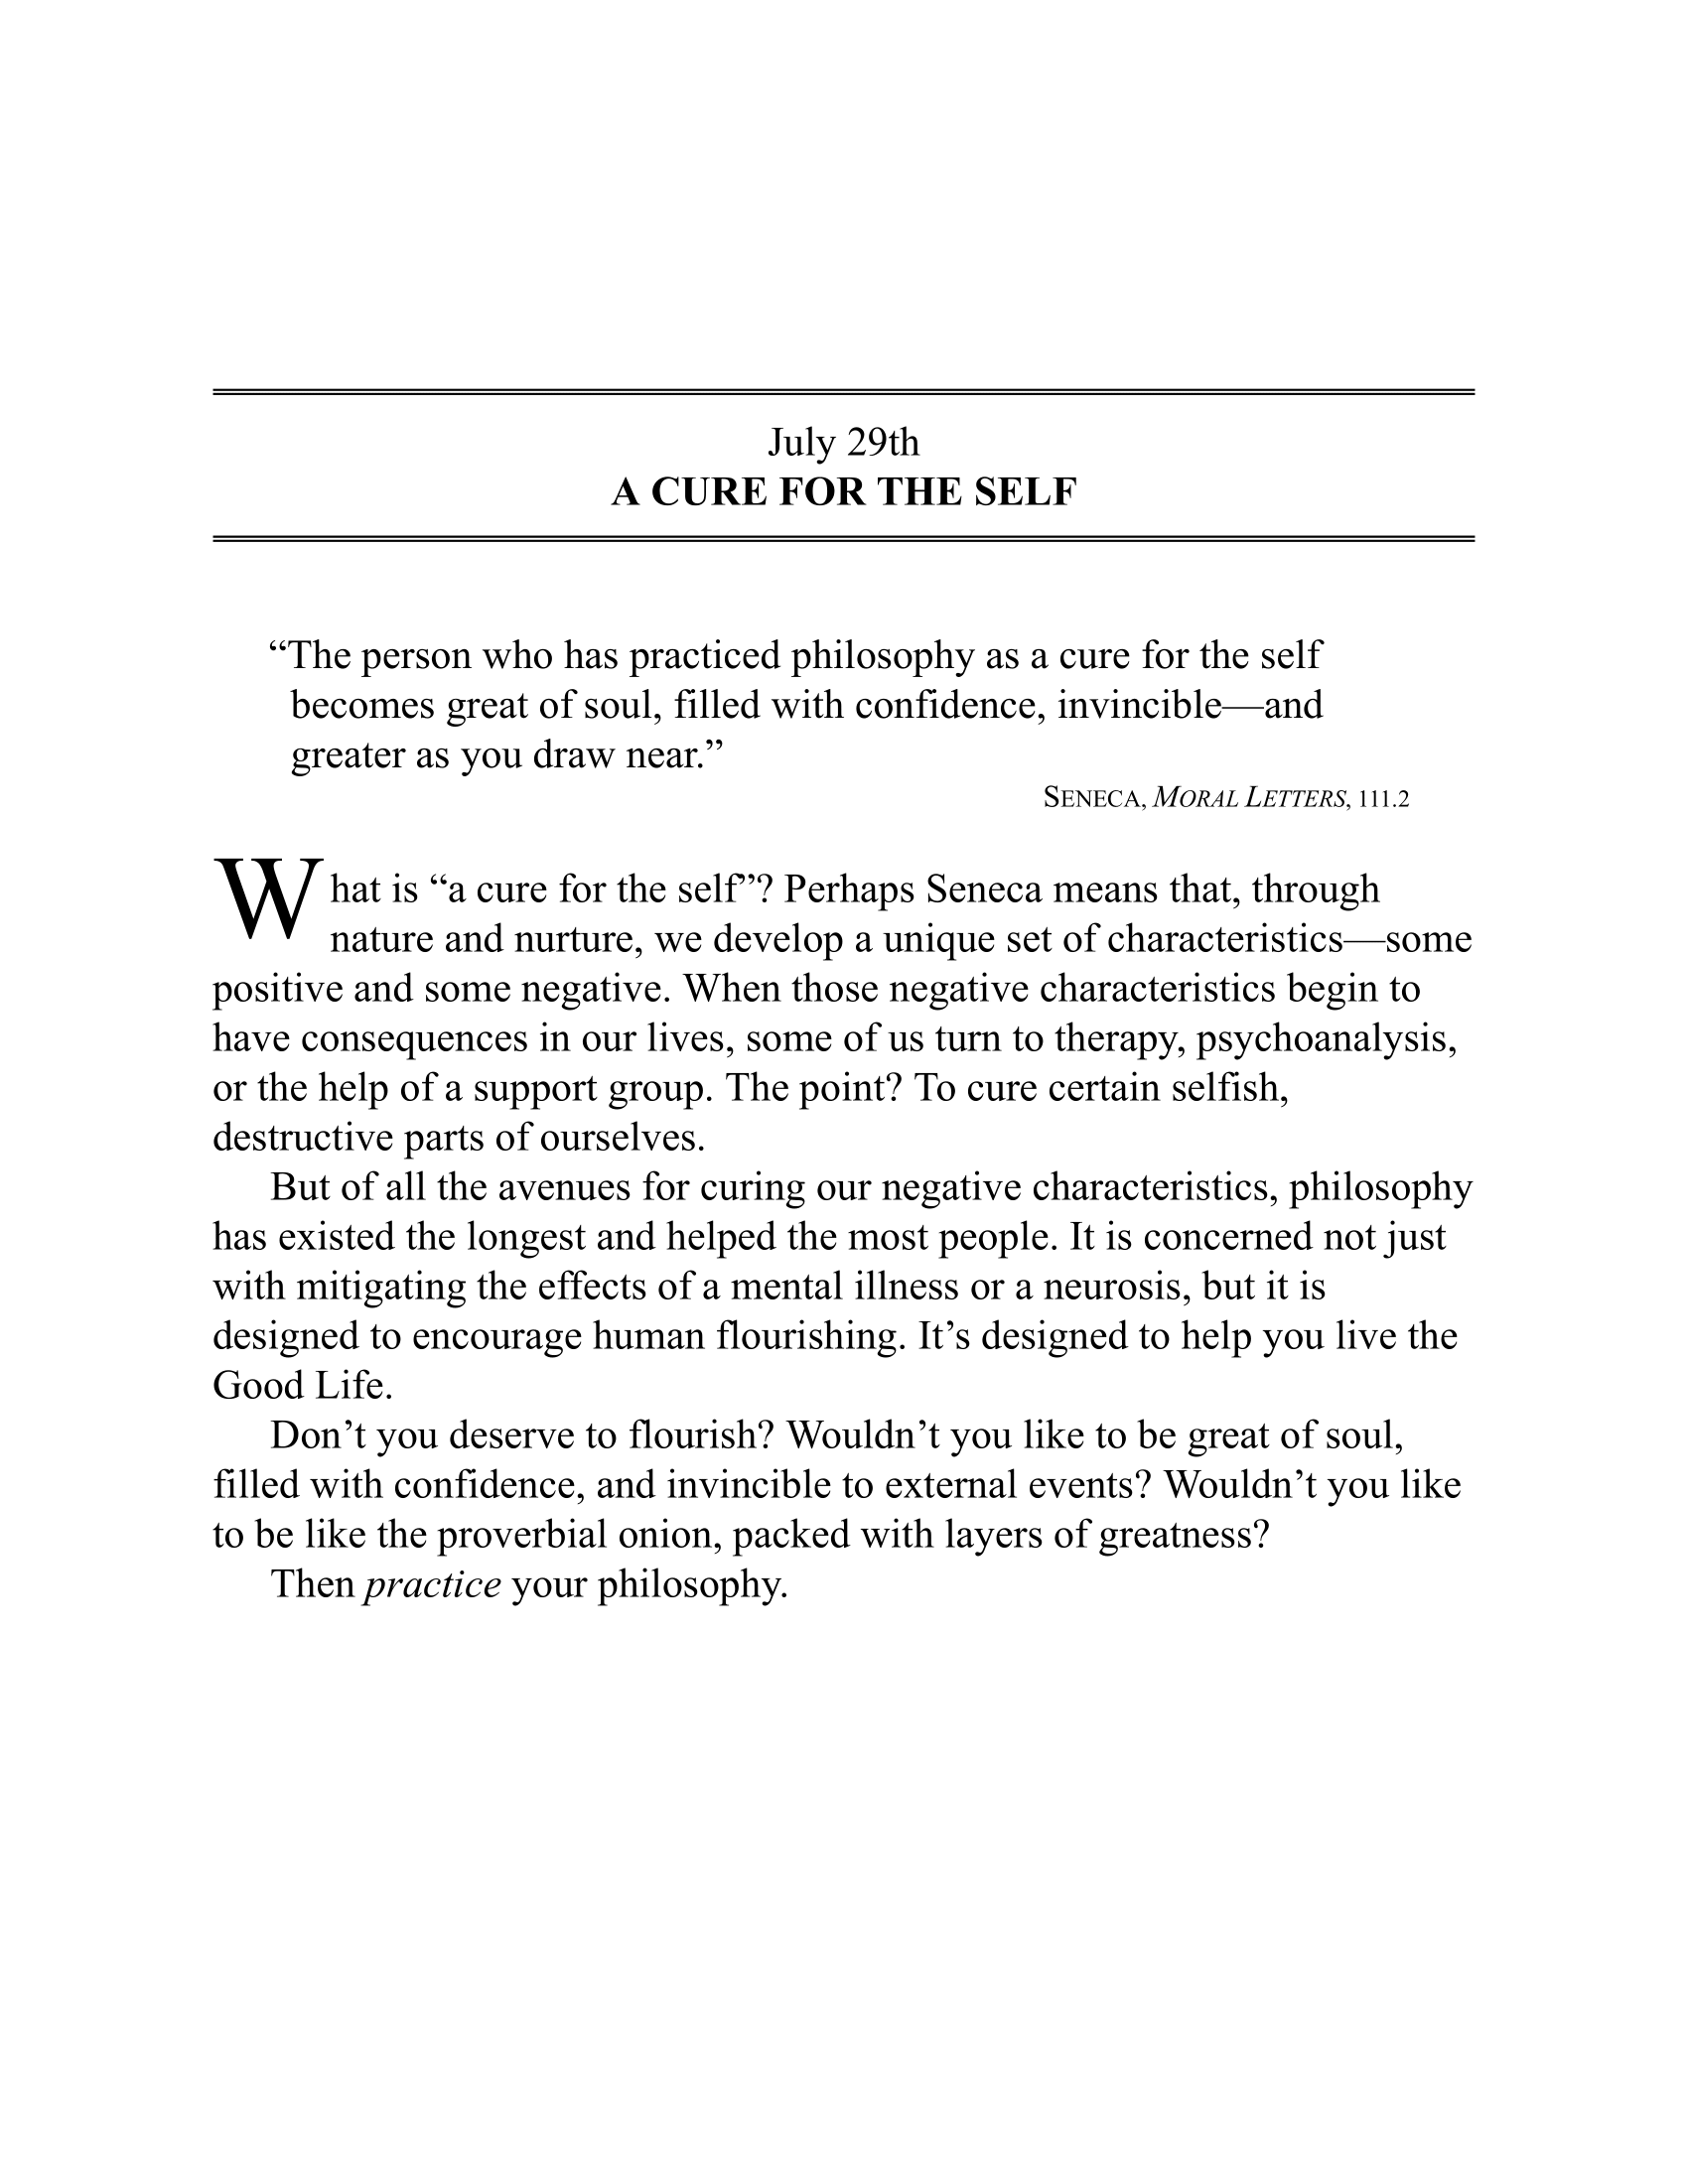 July 29th
A CURE FOR THE SELF
“The person who has practiced philosophy as a cure for the self
becomes great of soul, filled with confidence, invincible—and
greater as you draw near.”
SENECA, MORAL LETTERS, 111.2
What is “a cure for the self”? Perhaps Seneca means that, through
nature and nurture, we develop a unique set of characteristics—some
positive and some negative. When those negative characteristics begin to
have consequences in our lives, some of us turn to therapy, psychoanalysis,
or the help of a support group. The point? To cure certain selfish,
destructive parts of ourselves.
But of all the avenues for curing our negative characteristics, philosophy
has existed the longest and helped the most people. It is concerned not just
with mitigating the effects of a mental illness or a neurosis, but it is
designed to encourage human flourishing. It’s designed to help you live the
Good Life.
Don’t you deserve to flourish? Wouldn’t you like to be great of soul,
filled with confidence, and invincible to external events? Wouldn’t you like
to be like the proverbial onion, packed with layers of greatness?
Then practice your philosophy.